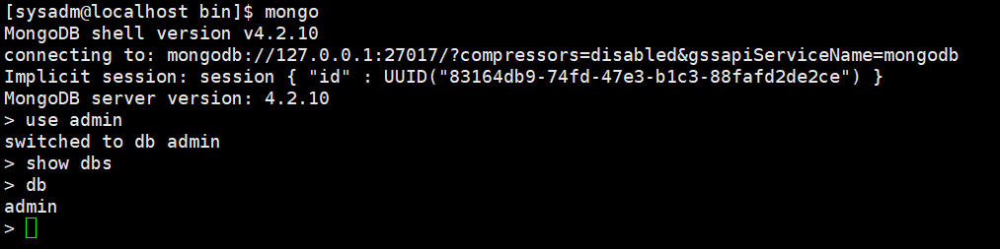 [sysadm@localhost bin]$ mongo
MongoDB shell version v4.2.10
connecting to: mongodb://127.0.0.1:27017/?compressors=disabled&gssapiServiceName=mongodb
Implicit session: session { "id" : UUID("83164db9-74fd-47e3-b1c3-88fafd2de2ce") }
MongoDB server version: 4.2.10
> use admin
switched to db admin
> show dbs
> db
admin
>